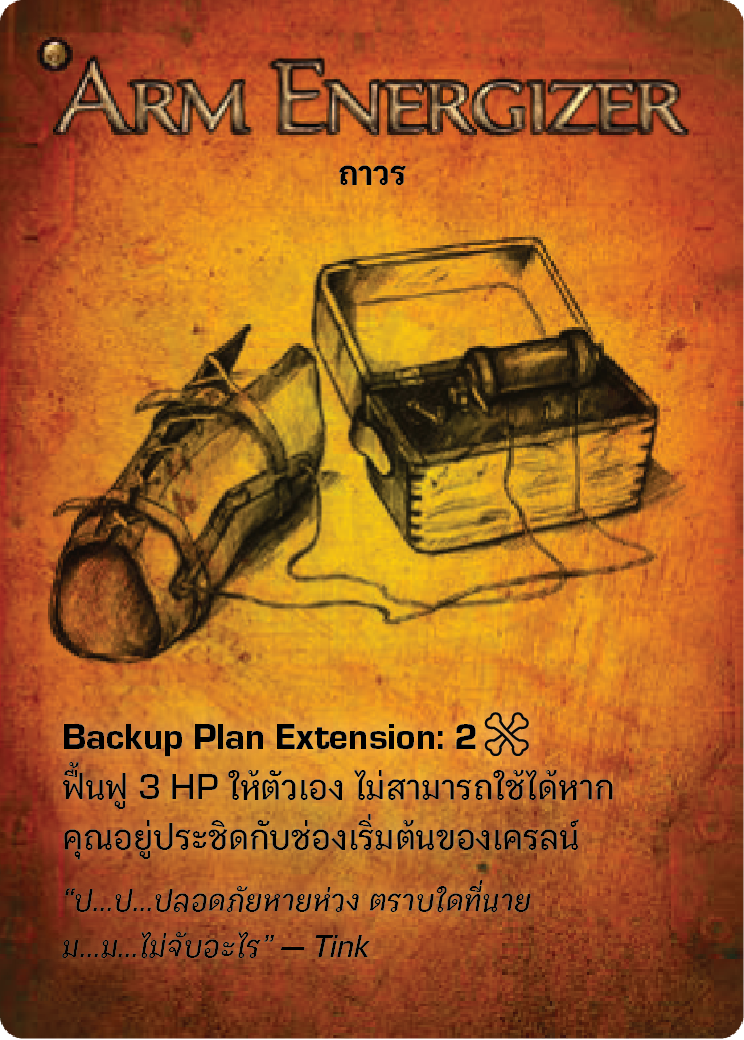 ARM ENERGIZER
ถาวร
Backup Plan Extension: 2
ฟื้นฟู 3 HP ให้ตัวเอง ไม่สามารถใช้ได้หาก
คุณอยู่ประชิดกับช่องเริ่มต้นของเครลน์
“ป...ป...ปลอดภัยหายห่วง ตราบใดที่นาย
ม...ม...ไม่จับอะไร” — Tink